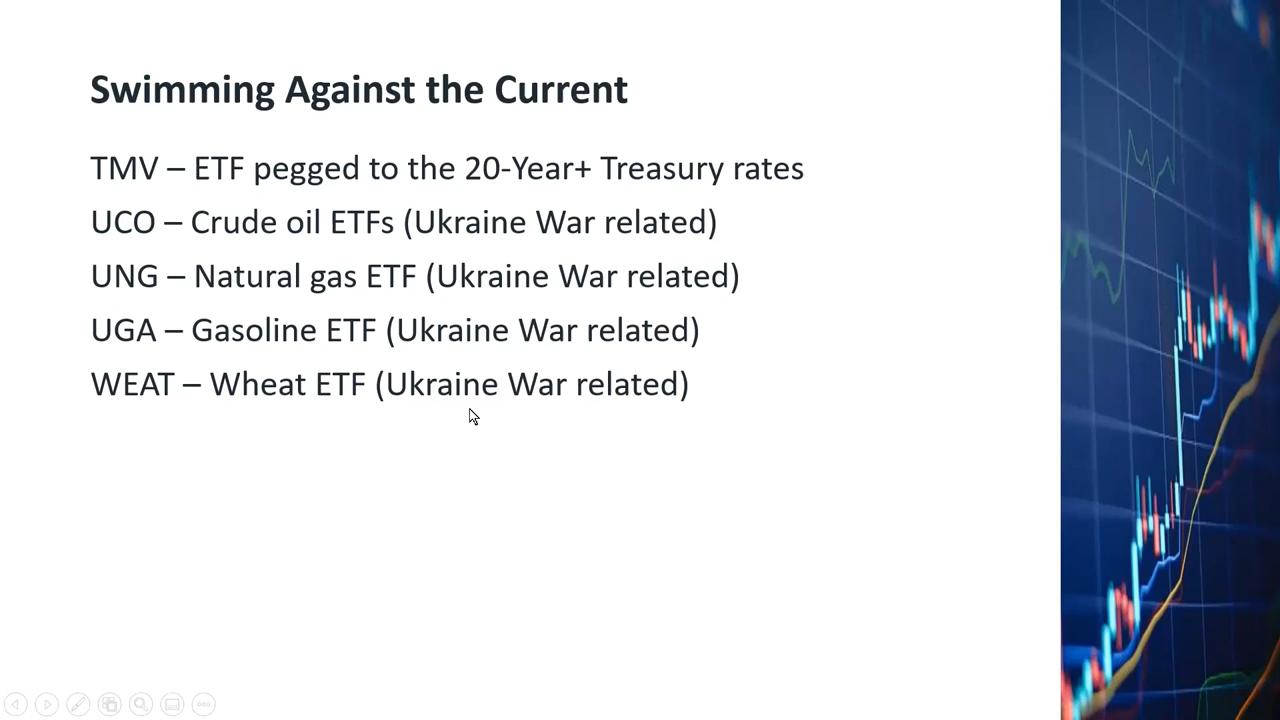 Swimming Against the Current
TMV – ETF pegged to the 20-Year+ Treasury rates
UCO – Crude oil ETFs (Ukraine War related)
UNG – Natural gas ETF (Ukraine War related)
UGA – Gasoline ETF (Ukraine War related)
WEAT – Wheat ETF (Ukraine War related)